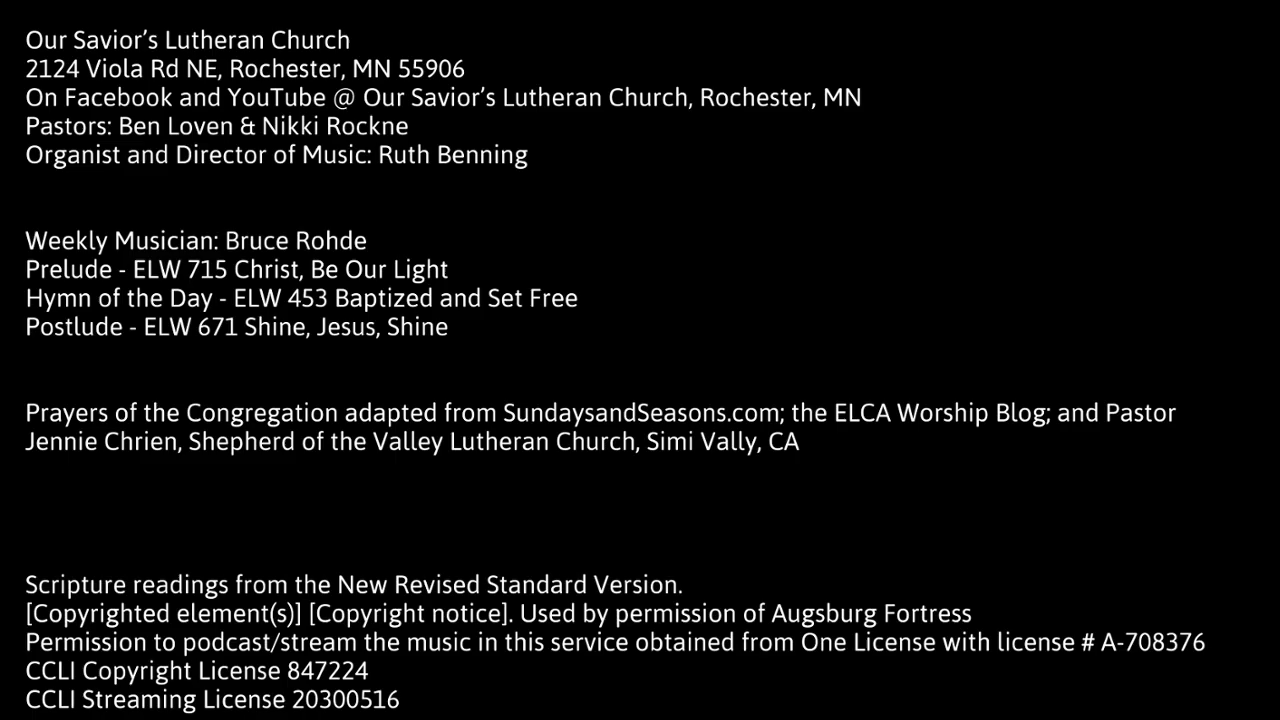 Our Savior’s Lutheran Church
2124 Viola Rd NE, Rochester, MN 55906
On Facebook and YouTube @ Our Savior’s Lutheran Church, Rochester, MN
Pastors: Ben Loven & Nikki Rockne
Organist and Director of Music: Ruth Benning
Weekly Musician: Bruce Rohde
Prelude - ELW 715 Christ, Be Our Light
Hymn of the Day - ELW 453 Baptized and Set Free
Postlude - ELW 671 Shine, Jesus, Shine
Prayers of the Congregation adapted from SundaysandSeasons.com; the ELCA Worship Blog; and Pastor
Jennie Chrien, Shepherd of the Valley Lutheran Church, Simi Vally, CA
Scripture readings from the New Revised Standard Version.
[Copyrighted element(s)] [Copyright notice]. Used by permission of Augsburg Fortress
Permission to podcast/stream the music in this service obtained from One License with license # A-708376
CCLI Copyright License 847224
CCLI Streaming License 20300516